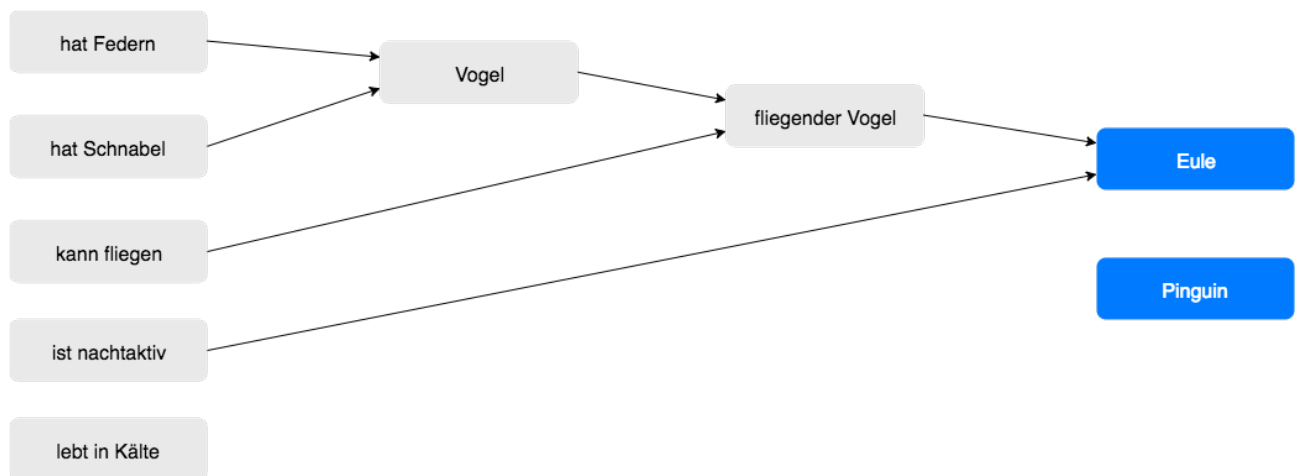 hat Federn
hat Schnabel
kann fliegen
ist nachtaktiv
lebt in Kälte
Vogel
fliegender Vogel
Eule
Pinguin